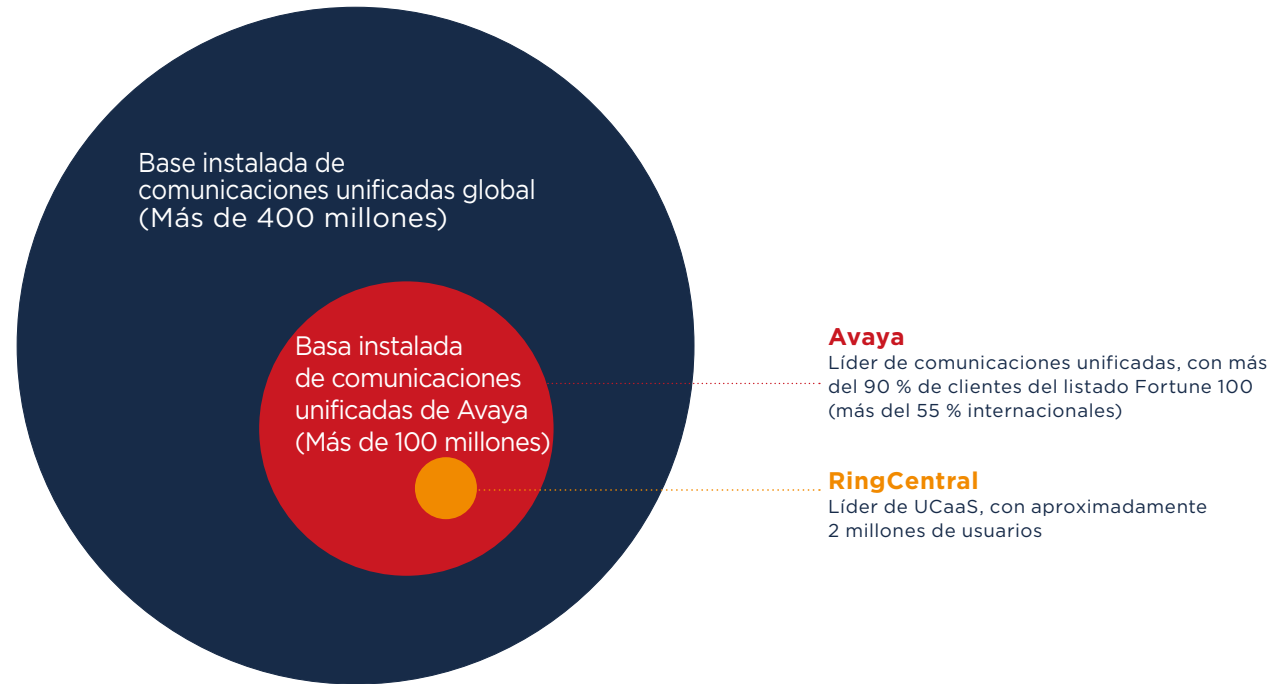 Base instalada de
comunicaciones unificadas global
(Más de 400 millones)
Basa instalada
de comunicaciones
unificadas de Avaya
(Más de 100 millones)
Avaya
Líder de comunicaciones unificadas, con más
del 90 % de clientes del listado Fortune 100
(más del 55 % internacionales)
RingCentral
Líder de UCaaS, con aproximadamente
2 millones de usuarios